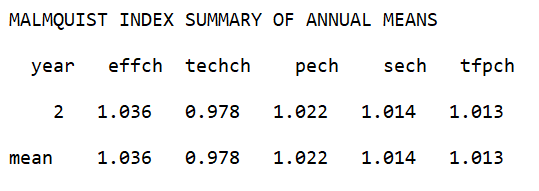 MALMQUIST INDEX SUMMARY OF ANNUAL MEANS
year effch techch pech sech tfpch
2 1.036 0.978 1.022 1.014 1.013
mean 1.036 0.978 1.022 1.014 1.013